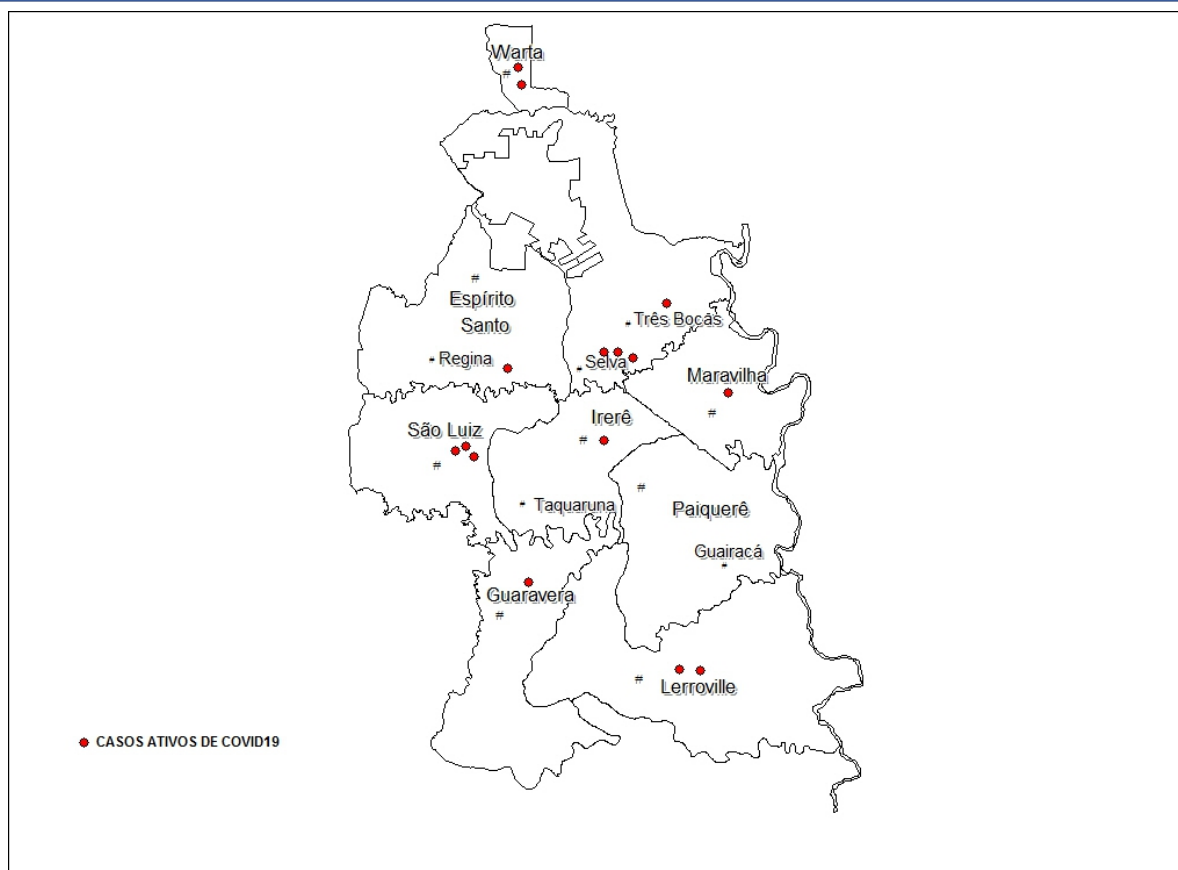 Warta
#
#
Espírito
Santo
Três Bocas
Regina
Selva
Maravilha
#
Irerê
#
São Luiz
#
#
Taquaruna
Paiquerê
Guairacá
Guaravera
#
#
Lerroville
CASOS ATIVOS DE COVID19